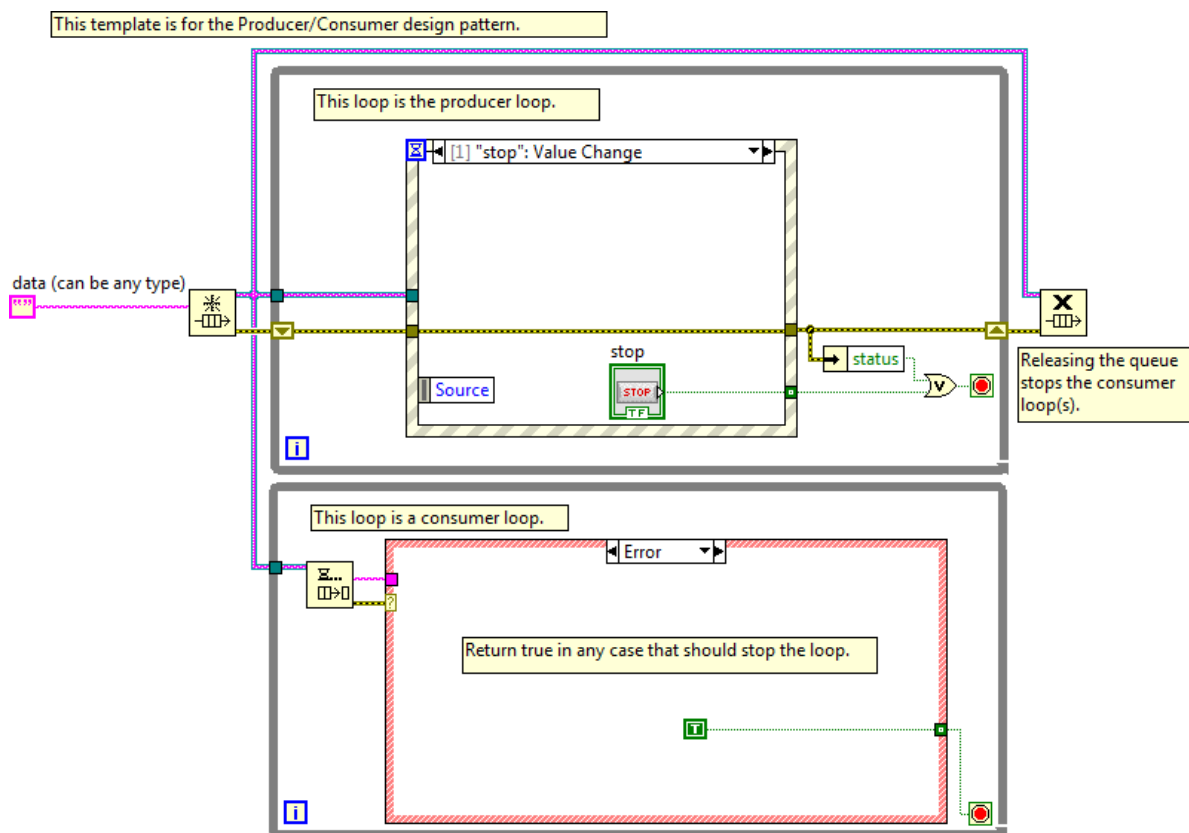 This template is for the Producer/Consumer design pattern.
This loop is the producer loop.
[1] "stop": Value Change
data (can be any type)
""
X
stop
status
Source
STOP
TF
V
Releasing the queue
stops the consumer
loop(s).
i
This loop is a consumer loop.
Error
?
Return true in any case that should stop the loop.
T
i